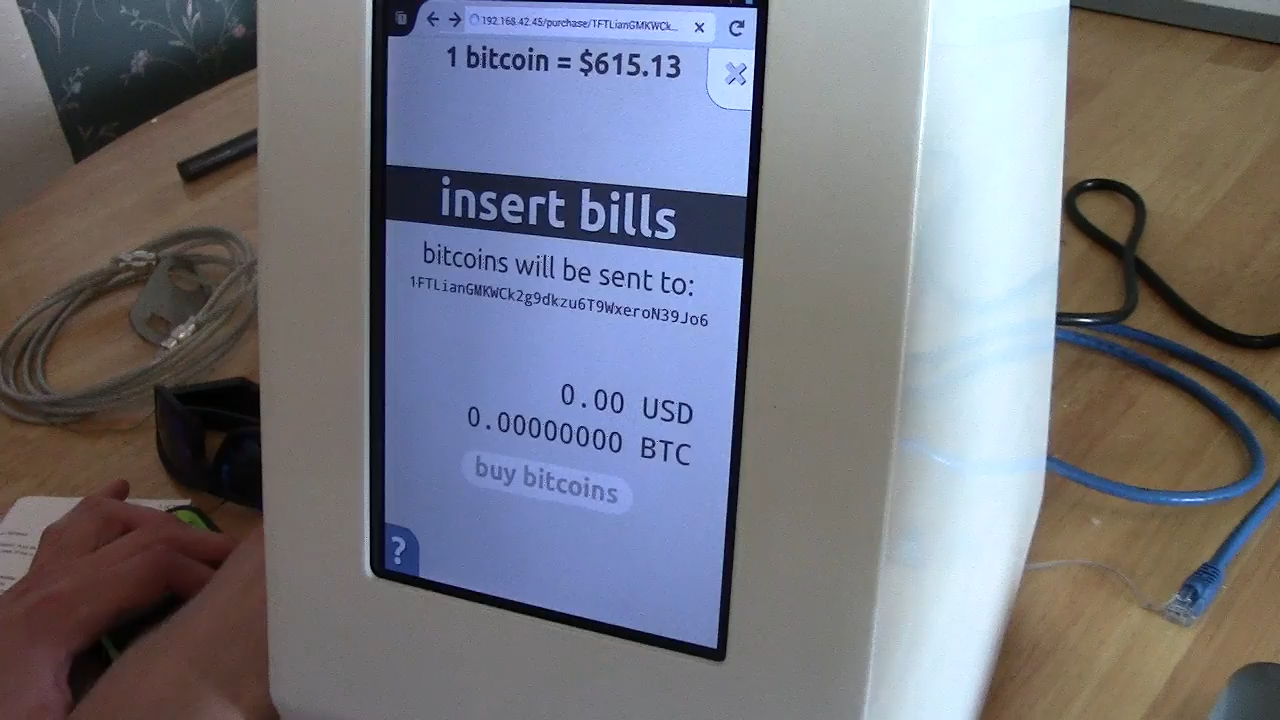 192.168.42.45/purchase/1FTLianGMKWCk...
1 bitcoin = $615.13
insert bills
bitcoins will be sent to:
1FTLianGMKWCk2g9dkzu6T9WxeroN39Jo6
0.00 USD
0.00000000 BTC
buy bitcoins
?